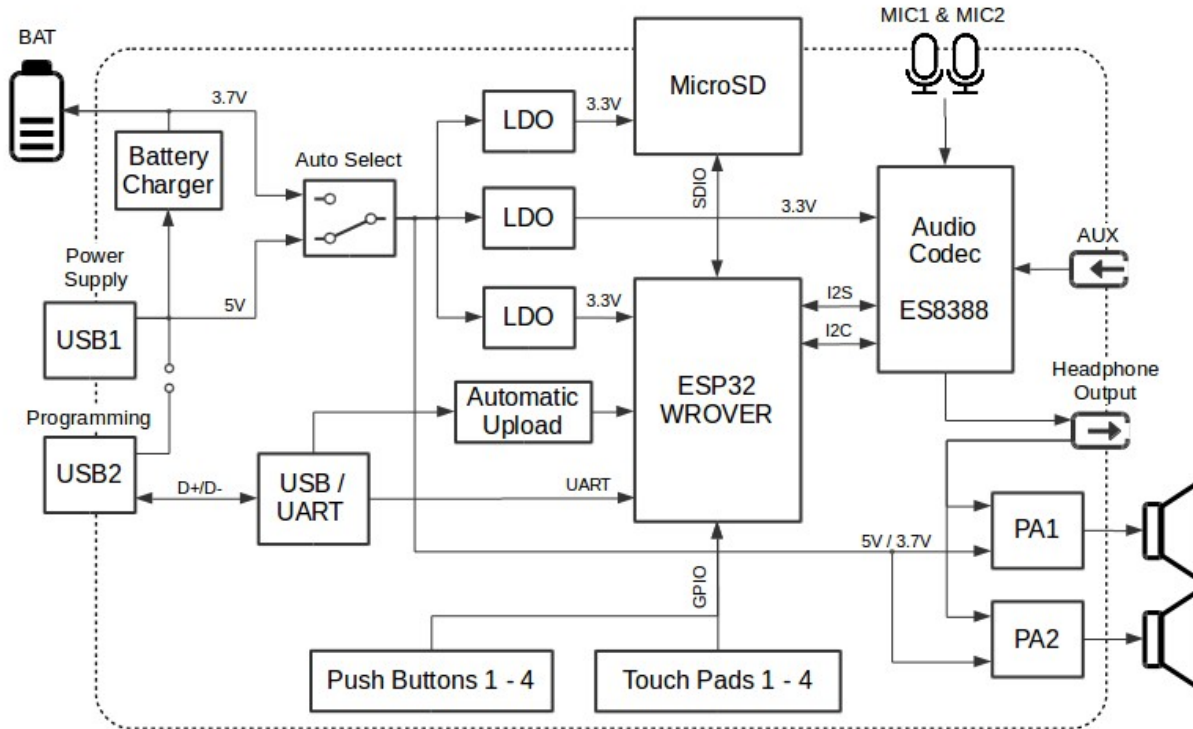 MIC1 & MIC2
BAT
MicroSD
3.7V
LDO
3.3V
Battery
Charger
Auto Select
SDIO
LDO
3.3V
Audio
Codec
ES8388
AUX
Power
Supply
USB1
5V
LDO
3.3V
I2S
I2C
ESP32
WROVER
Headphone
Output
Programming
USB2
Automatic
Upload
D+/D-
USB /
UART
UART
5V / 3.7V
PA1
GPIO
PA2
Push Buttons 1 - 4
Touch Pads 1 - 4